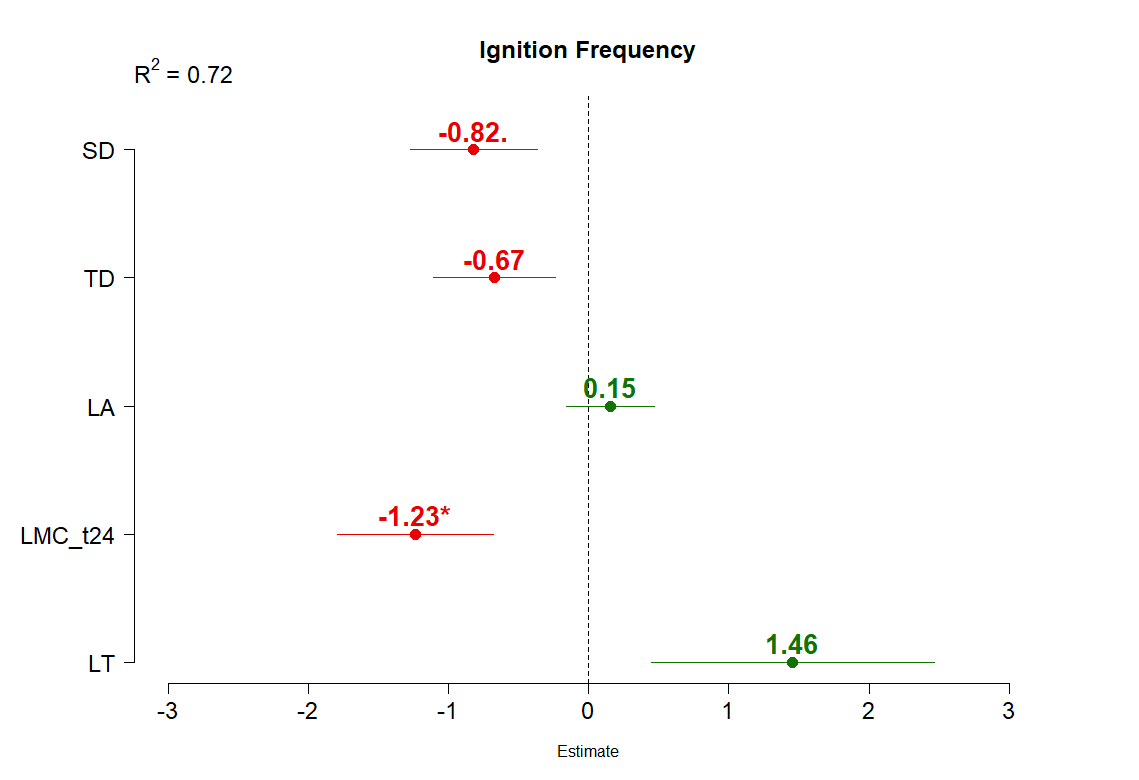 Ignition Frequency
R² = 0.72
SD
-0.82.
TD
-0.67
LA
0.15
LMC_t24
-1.23*
LT
1.46
-3 -2 -1 0 1 2 3
Estimate